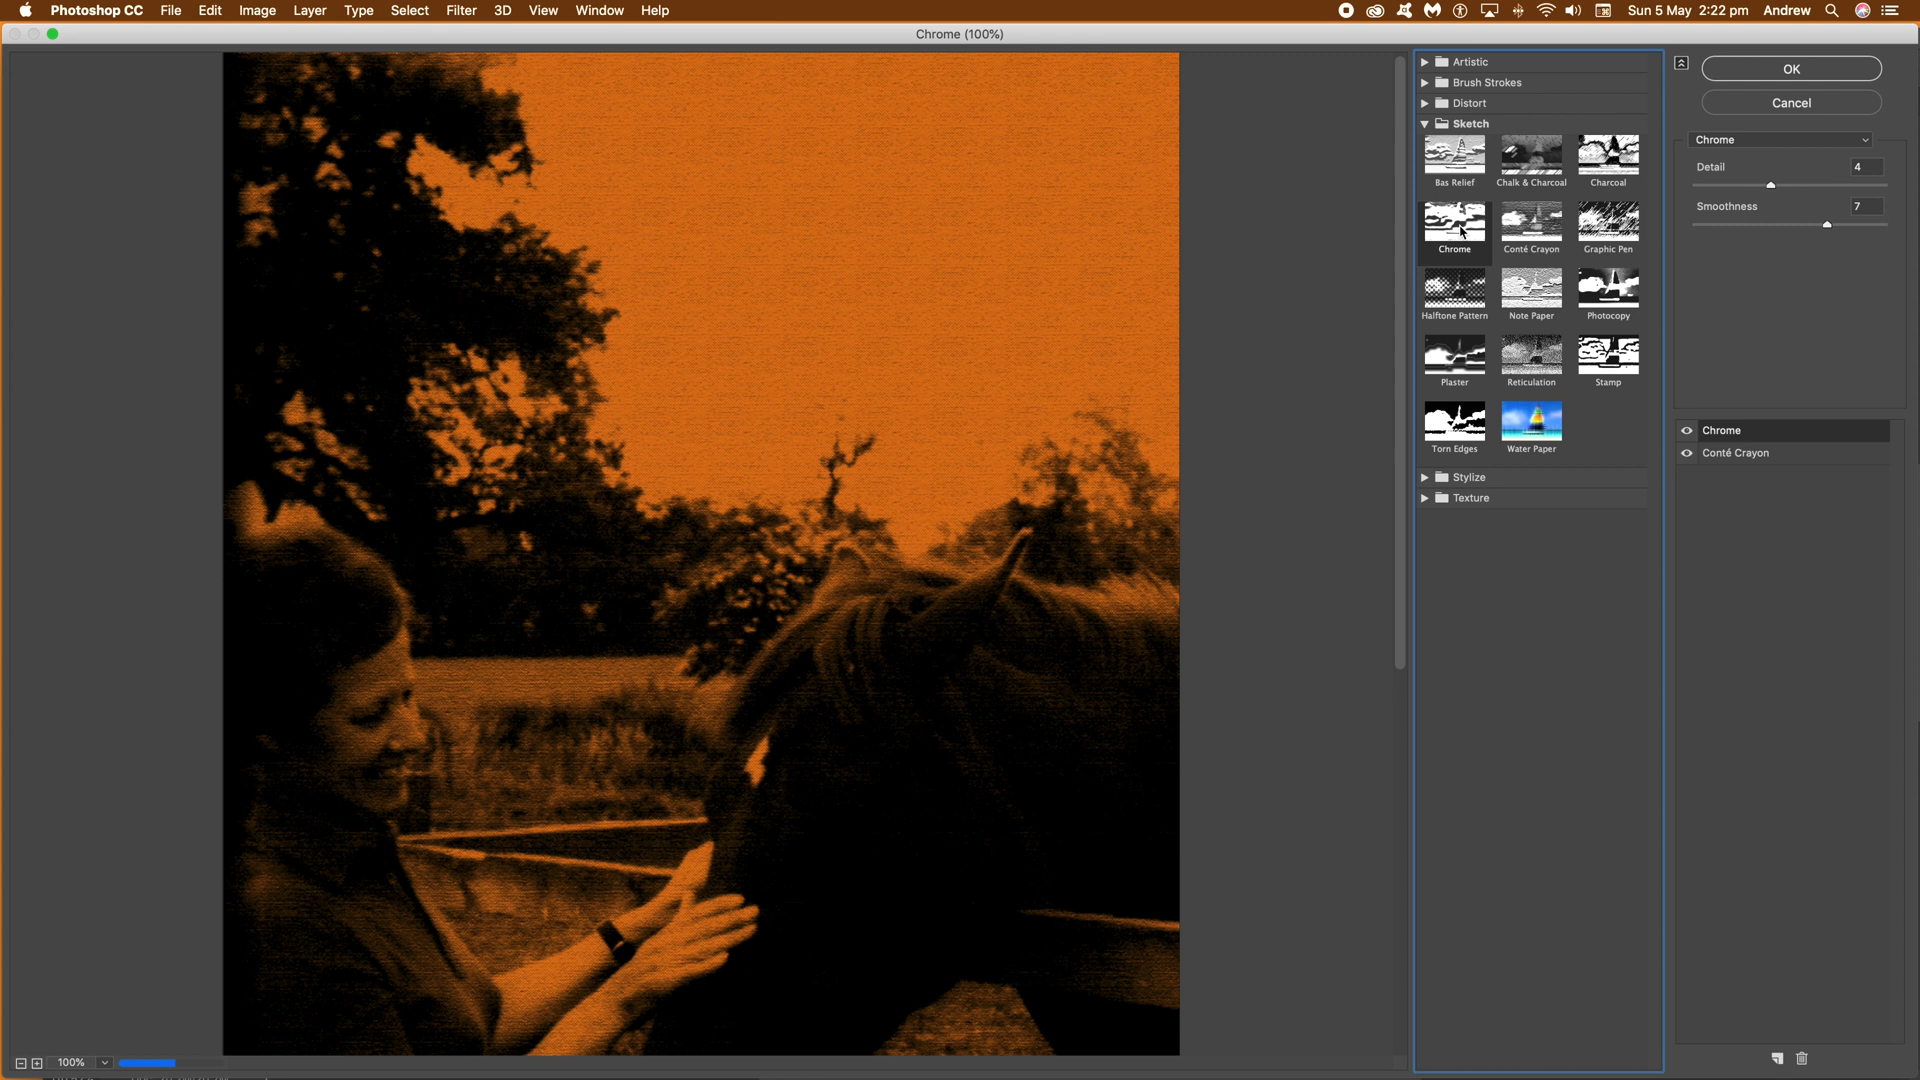 Photoshop CC File Edit Image Layer Type Select Filter 3D View Window Help Sun 5 May 2:22 pm Andrew
Chrome (100%)
Artistic
Brush Strokes
Distort
Sketch
Bas Relief Chalk & Charcoal Charcoal
Chrome Conté Crayon Graphic Pen
Halftone Pattern Note Paper Photocopy
Plaster Reticulation Stamp
Torn Edges Water Paper
Stylize
Texture
OK
Cancel
Chrome
Detail 4
Smoothness 7
Chrome
Conté Crayon
100%